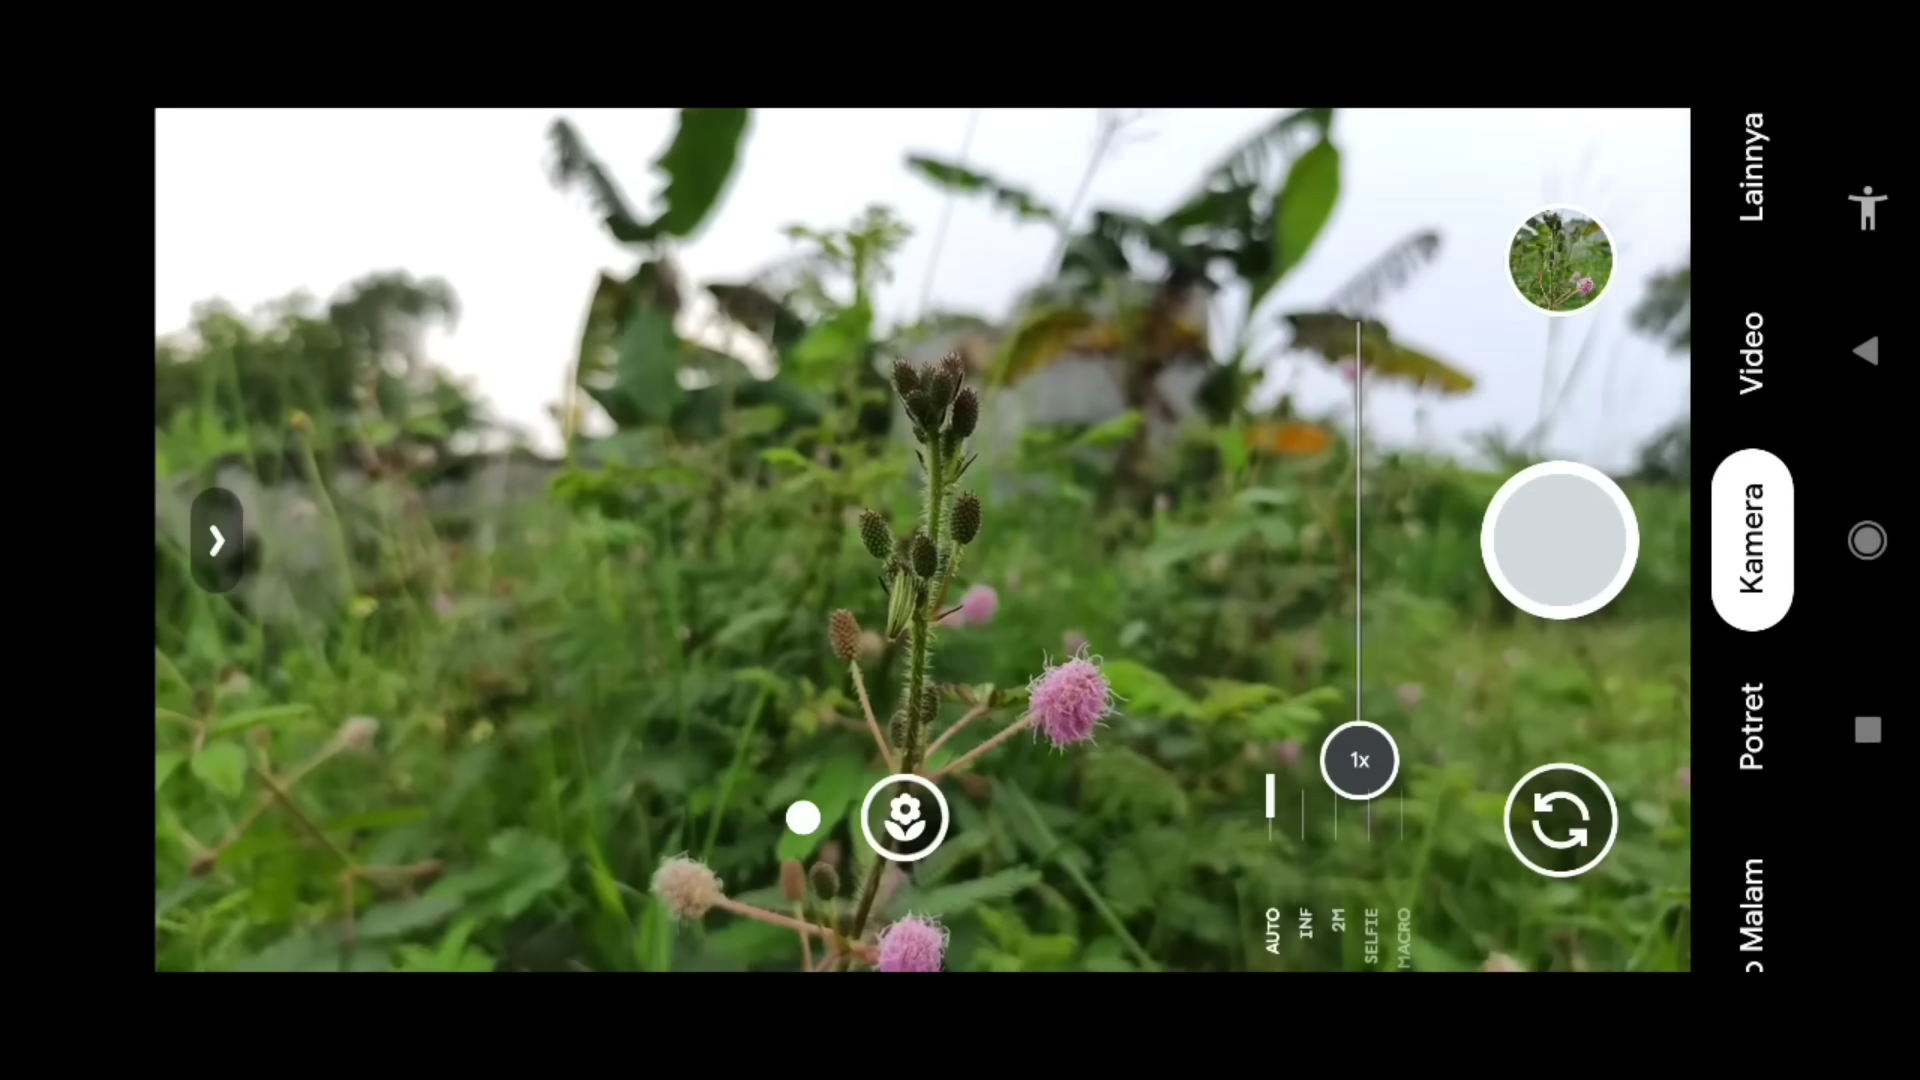 Lainnya
Video
Kamera
Potret
o Malam
1x
AUTO
INF
2M
SELFIE
MACRO